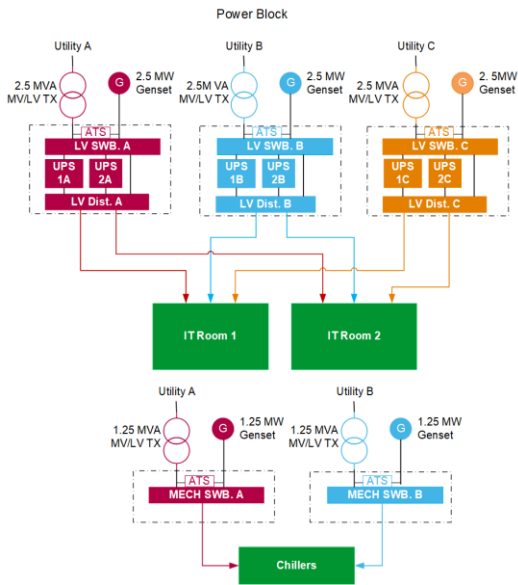 Power Block
Utility A
Utility B
Utility C
2.5 MVA
MV/LV TX
G
2.5 MW
Genset
2.5M VA
MV/LV TX
G
2.5 MW
Genset
2.5 MVA
MV/LV TX
G
2. 5MW
Genset
ATS
LV SWB. A
UPS
1A
UPS
2A
LV Dist. A
ATS
LV SWB. B
UPS
1B
UPS
2B
LV Dist. B
ATS
LV SWB. C
UPS
1C
UPS
2C
LV Dist. C
IT Room 1
IT Room 2
Utility A
Utility B
1.25 MVA
MV/LV TX
G
1.25 MW
Genset
1.25 MVA
MV/LV TX
G
1.25 MW
Genset
ATS
MECH SWB. A
ATS
MECH SWB. B
Chillers